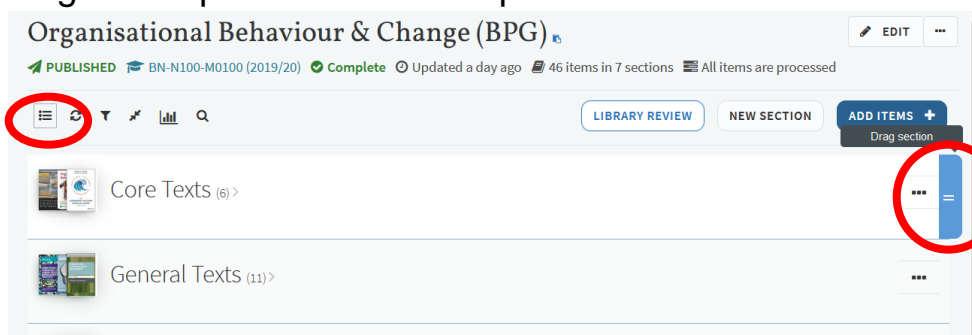 Organisational Behaviour & Change (BPG)
EDIT
PUBLISHED BN-N100-M0100 (2019/20) Complete Updated a day ago 46 items in 7 sections All items are processed
LIBRARY REVIEW NEW SECTION ADD ITEMS +
Drag section
Core Texts (6) >
General Texts (11) >